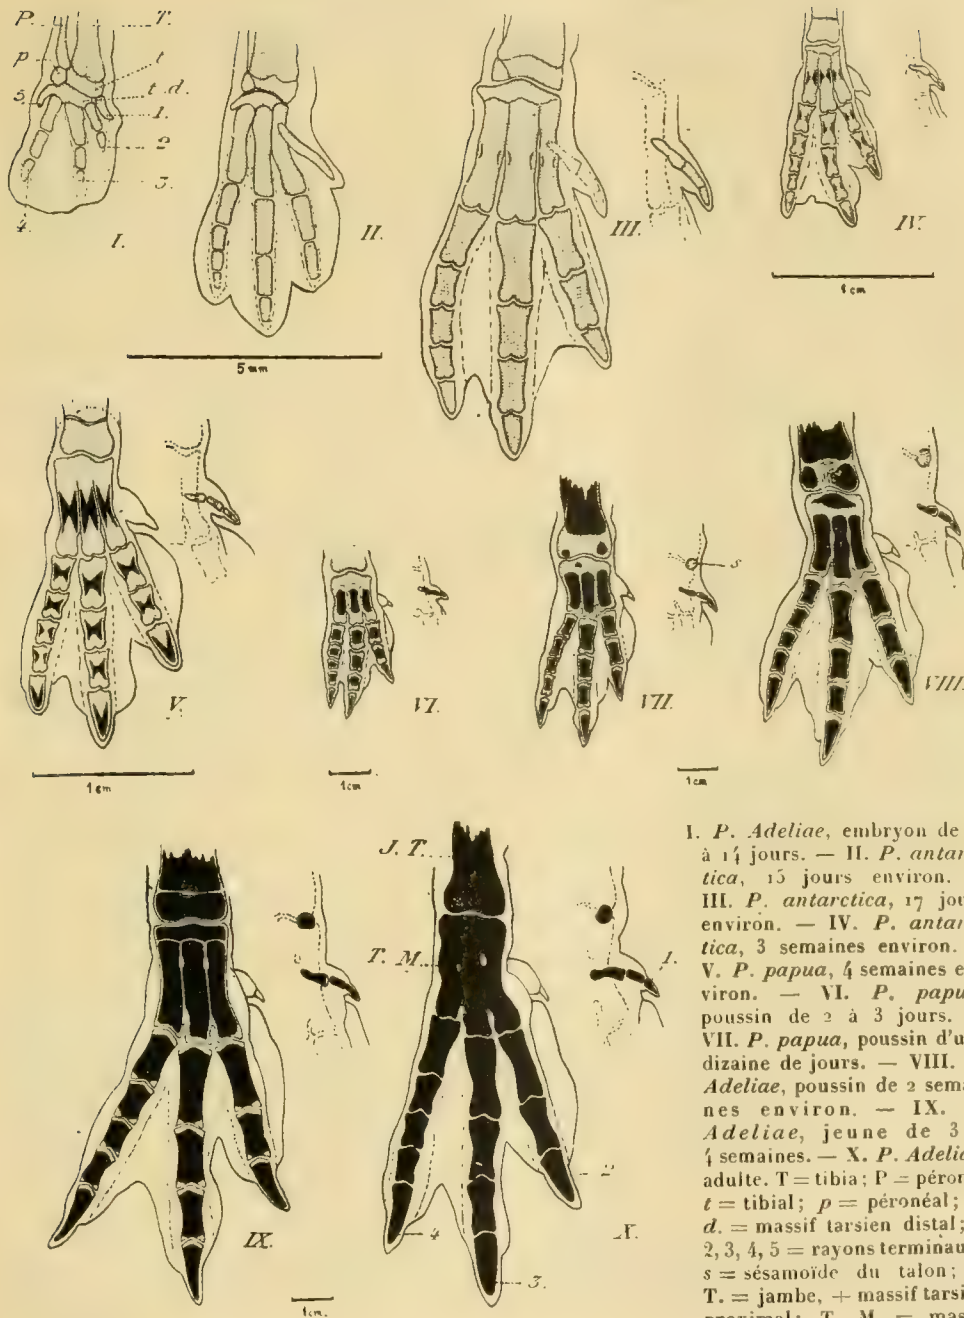 P. T.
p t
5. t.d.
1.
2
3.
4.
I.
II.
III.
IV.
1 cm
5 mm
V.
VI.
s
VII.
VIII.
1 cm
1 cm
1 cm
J. T.
T. M.
s
1.
2
4
3.
IX.
X.
1 cm.
I. P. Adeliae, embryon de
à 14 jours. — II. P. antar
tica, 15 jours environ.
III. P. antarctica, 17 jou
environ. — IV. P. antar
tica, 3 semaines environ.
V. P. papua, 4 semaines e
viron. — VI. P. papu
poussin de 2 à 3 jours.
VII. P. papua, poussin d'u
dizaine de jours. — VIII.
Adeliae, poussin de 2 sema
nes environ. — IX.
Adeliae, jeune de 3
4 semaines. — X. P. Adelia
adulte. T = tibia; P = péron
t = tibial; p = péronéal;
d. = massif tarsien distal;
2, 3, 4, 5 = rayons terminau
s = sésamoïde du talon;
T. = jambe, + massif tarsi
proximal; T. M. = mas